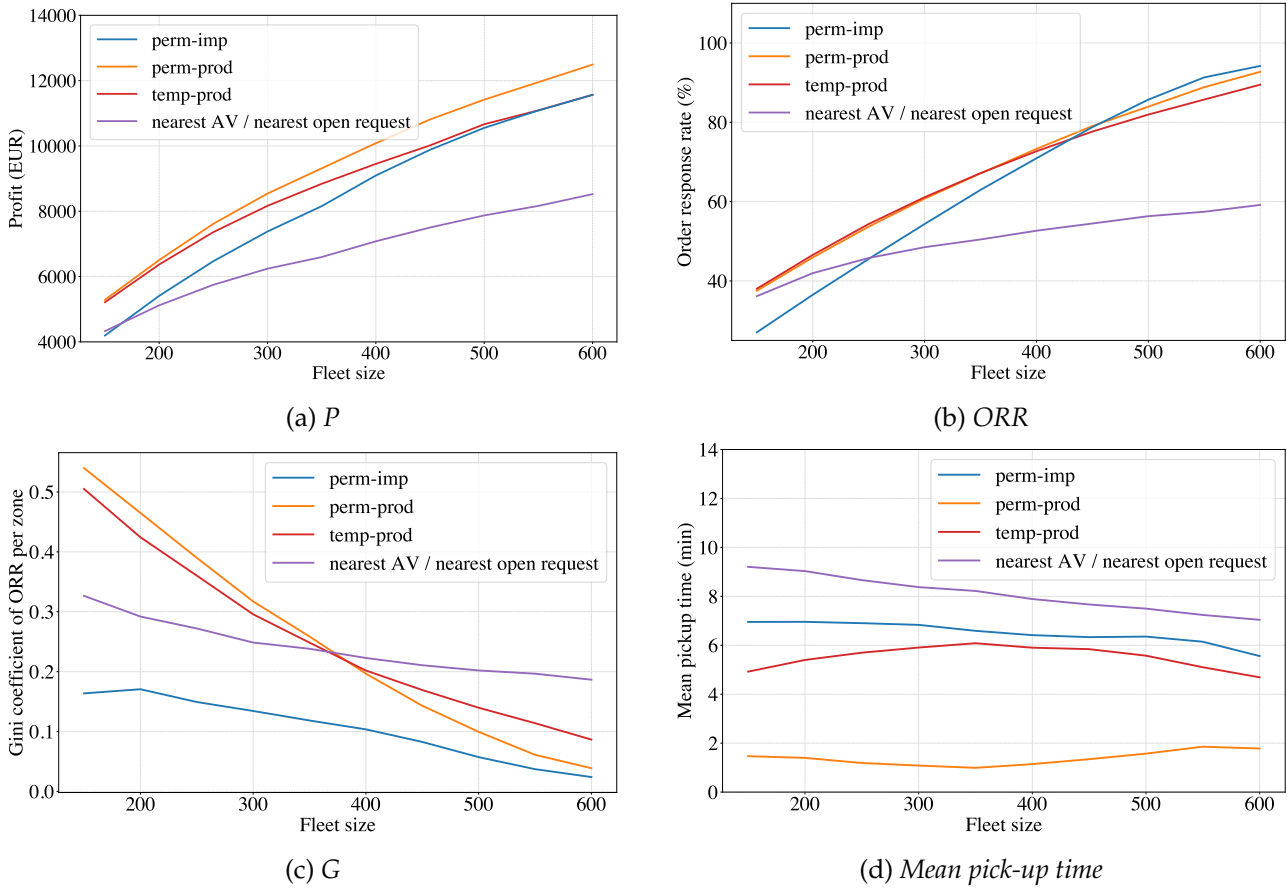 14000
12000
10000
8000
6000
4000
Profit (EUR)
perm-imp
perm-prod
temp-prod
nearest AV / nearest open request
200
300
400
500
600
Fleet size
(a) P
100
80
60
40
Order response rate (%)
perm-imp
perm-prod
temp-prod
nearest AV / nearest open request
200
300
400
500
600
Fleet size
(b) ORR
0.5
0.4
0.3
0.2
0.1
0.0
Gini coefficient of ORR per zone
perm-imp
perm-prod
temp-prod
nearest AV / nearest open request
200
300
400
500
600
Fleet size
(c) G
14
12
10
8
6
4
2
0
Mean pickup time (min)
perm-imp
perm-prod
temp-prod
nearest AV / nearest open request
200
300
400
500
600
Fleet size
(d) Mean pick-up time